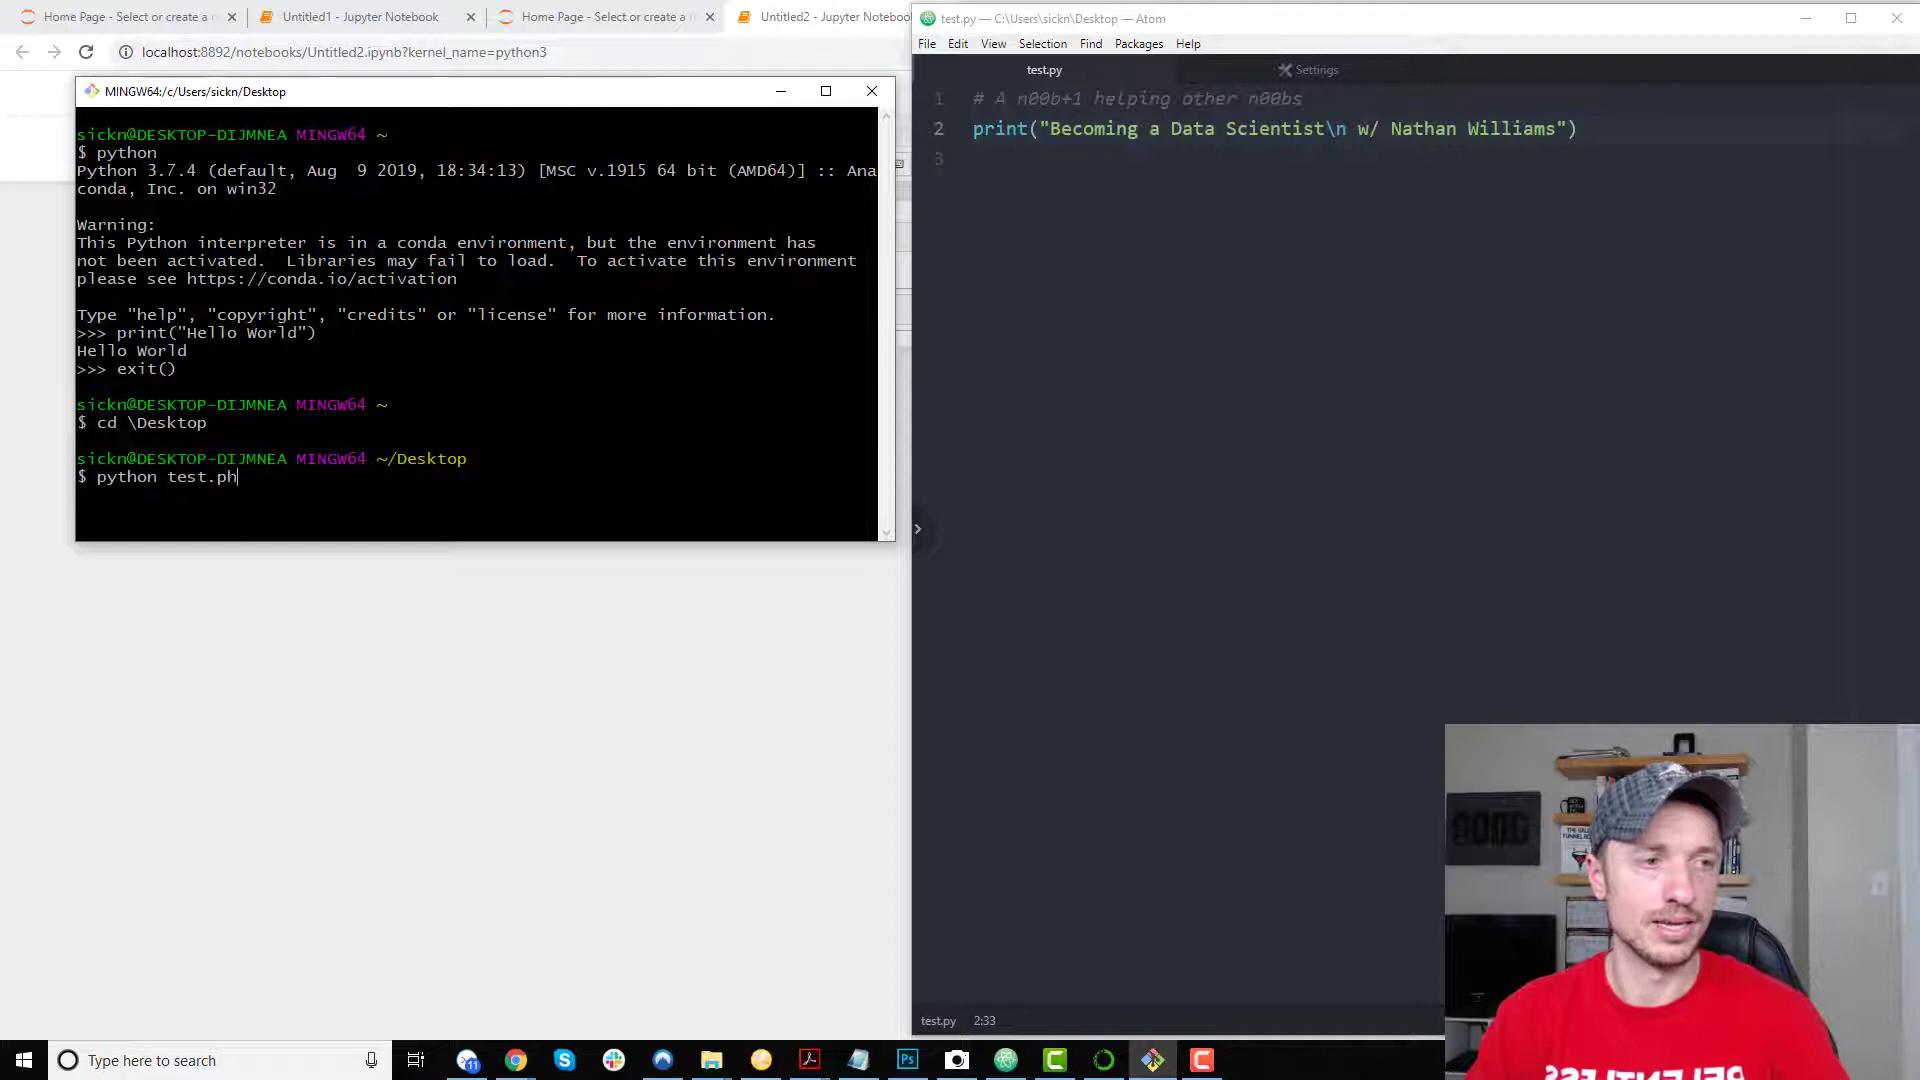 Home Page - Select or create a n
Untitled1 - Jupyter Notebook
Home Page - Select or create a n
Untitled2 - Jupyter Notebook
localhost:8892/notebooks/Untitled2.ipynb?kernel_name=python3
MINGW64:/c/Users/sickn/Desktop
sickn@DESKTOP-DIJMNEA MINGW64 ~
$ python
Python 3.7.4 (default, Aug  9 2019, 18:34:13) [MSC v.1915 64 bit (AMD64)] :: Ana
conda, Inc. on win32
Warning:
This Python interpreter is in a conda environment, but the environment has
not been activated.  Libraries may fail to load.  To activate this environment
please see https://conda.io/activation
Type "help", "copyright", "credits" or "license" for more information.
>>> print("Hello World")
Hello World
>>> exit()
sickn@DESKTOP-DIJMNEA MINGW64 ~
$ cd \Desktop
sickn@DESKTOP-DIJMNEA MINGW64 ~/Desktop
$ python test.ph
test.py — C:\Users\sickn\Desktop — Atom
File Edit View Selection Find Packages Help
test.py
Settings
1 # A n00b+1 helping other n00bs
2 print("Becoming a Data Scientist\n w/ Nathan Williams")
3
test.py 2:33
RELENTLESS
Type here to search
11
Ps